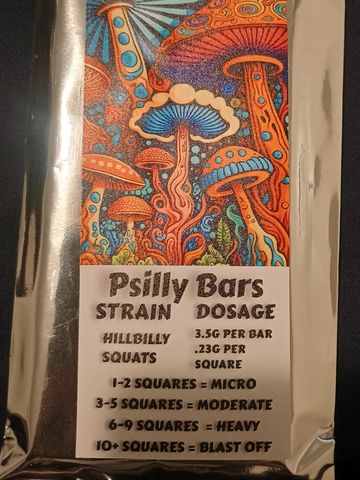 Psilly Bars
STRAIN DOSAGE
HILLBILLY SQUATS
3.5G PER BAR
.23G PER SQUARE
1-2 SQUARES = MICRO
3-5 SQUARES = MODERATE
6-9 SQUARES = HEAVY
10+ SQUARES = BLAST OFF